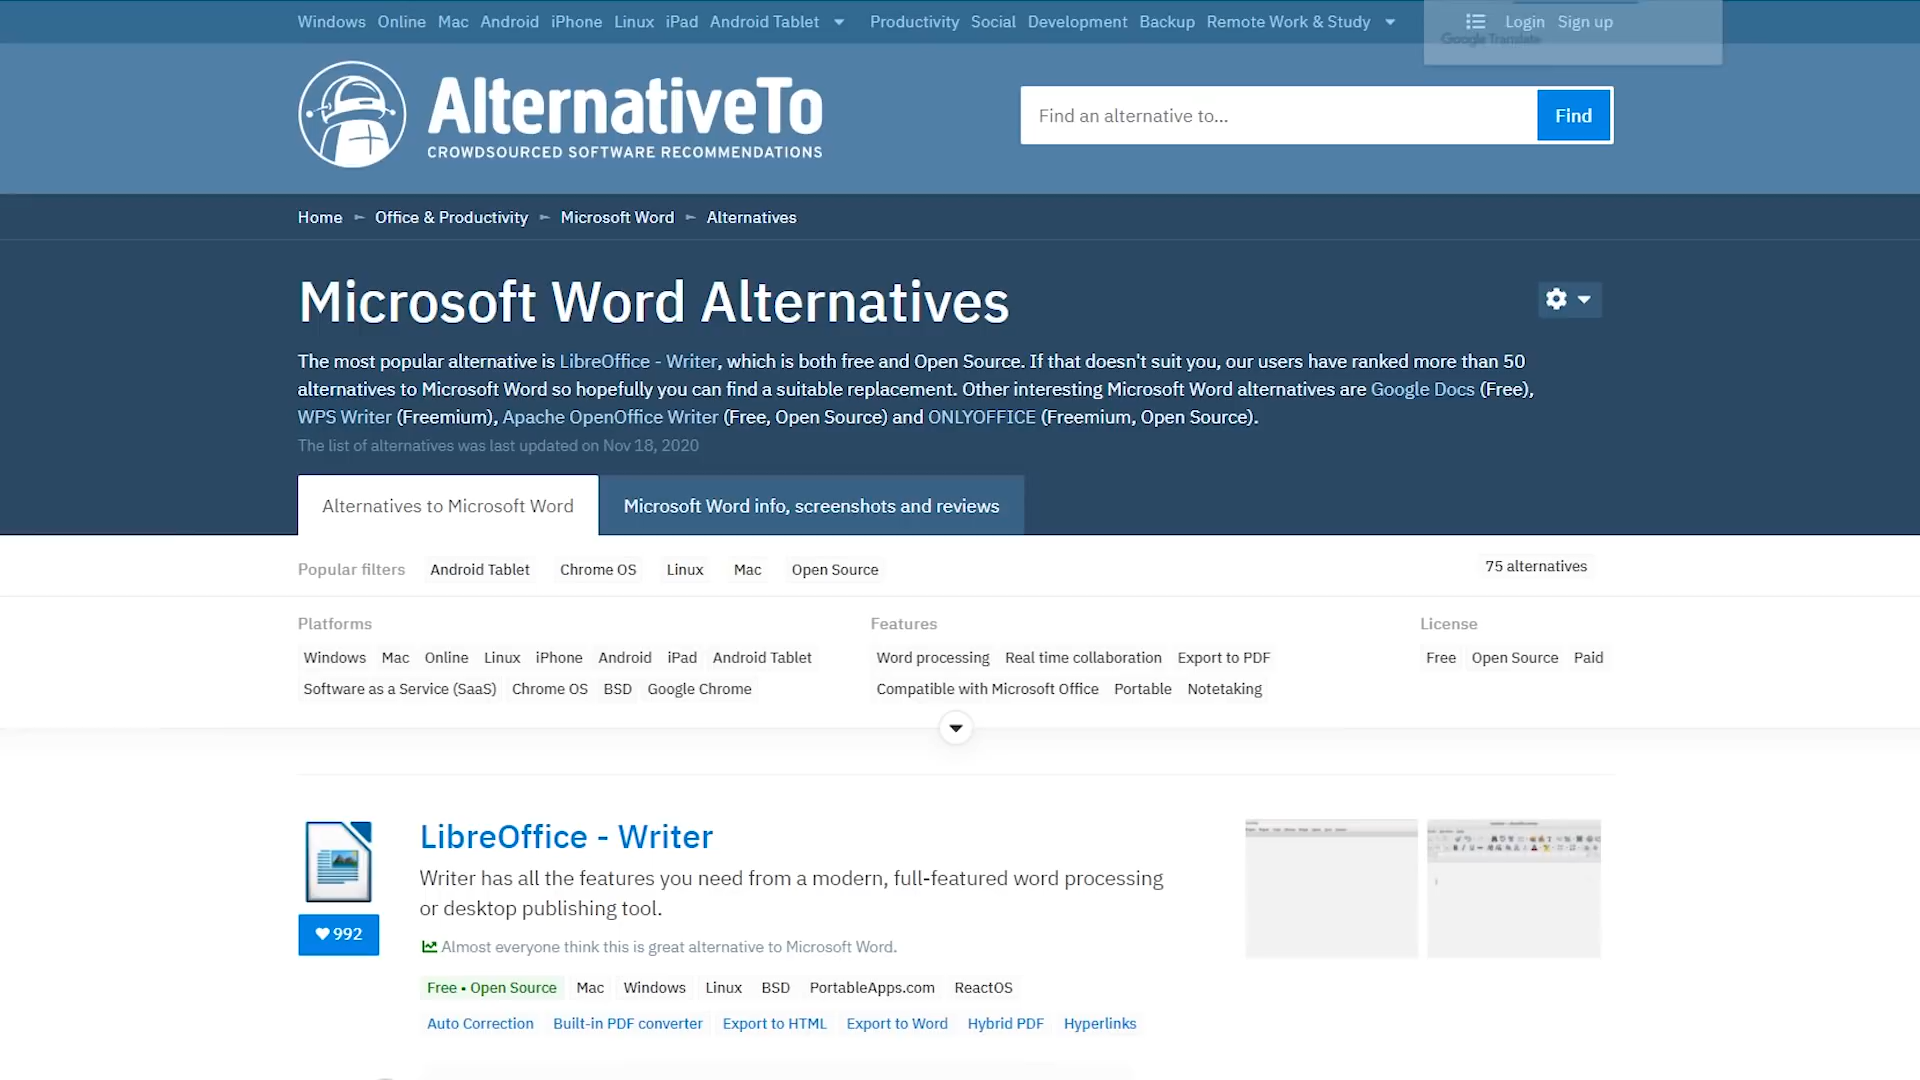 Windows Online Mac Android iPhone Linux iPad Android Tablet Productivity Social Development Backup Remote Work & Study Login Sign up
Google Translate
AlternativeTo
CROWDSOURCED SOFTWARE RECOMMENDATIONS
Find an alternative to... Find
Home Office & Productivity Microsoft Word Alternatives
Microsoft Word Alternatives
The most popular alternative is LibreOffice - Writer, which is both free and Open Source. If that doesn't suit you, our users have ranked more than 50
alternatives to Microsoft Word so hopefully you can find a suitable replacement. Other interesting Microsoft Word alternatives are Google Docs (Free),
WPS Writer (Freemium), Apache OpenOffice Writer (Free, Open Source) and ONLYOFFICE (Freemium, Open Source).
The list of alternatives was last updated on Nov 18, 2020
Alternatives to Microsoft Word Microsoft Word info, screenshots and reviews
Popular filters Android Tablet Chrome OS Linux Mac Open Source 75 alternatives
Platforms Features License
Windows Mac Online Linux iPhone Android iPad Android Tablet Word processing Real time collaboration Export to PDF Free Open Source Paid
Software as a Service (SaaS) Chrome OS BSD Google Chrome Compatible with Microsoft Office Portable Notetaking
LibreOffice - Writer
Writer has all the features you need from a modern, full-featured word processing
or desktop publishing tool.
992
Almost everyone think this is great alternative to Microsoft Word.
Free • Open Source Mac Windows Linux BSD PortableApps.com ReactOS
Auto Correction Built-in PDF converter Export to HTML Export to Word Hybrid PDF Hyperlinks